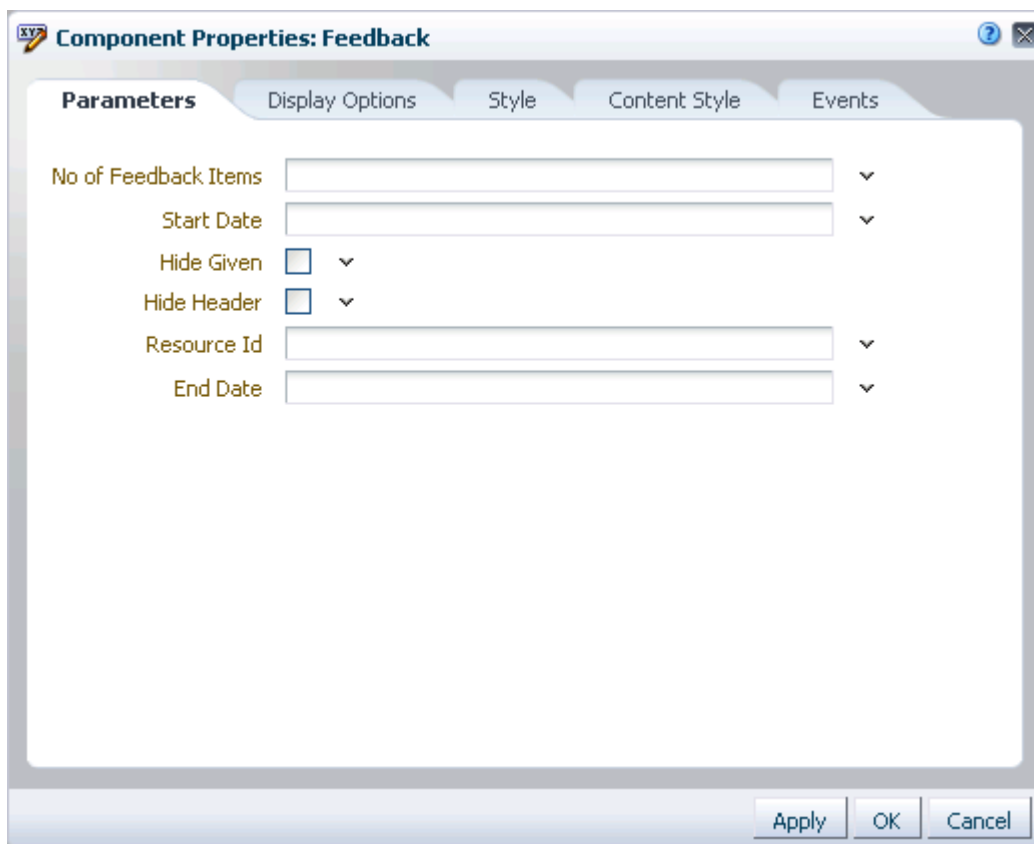 Component Properties: Feedback
Parameters Display Options Style Content Style Events
No of Feedback Items
Start Date
Hide Given
Hide Header
Resource Id
End Date
Apply OK Cancel